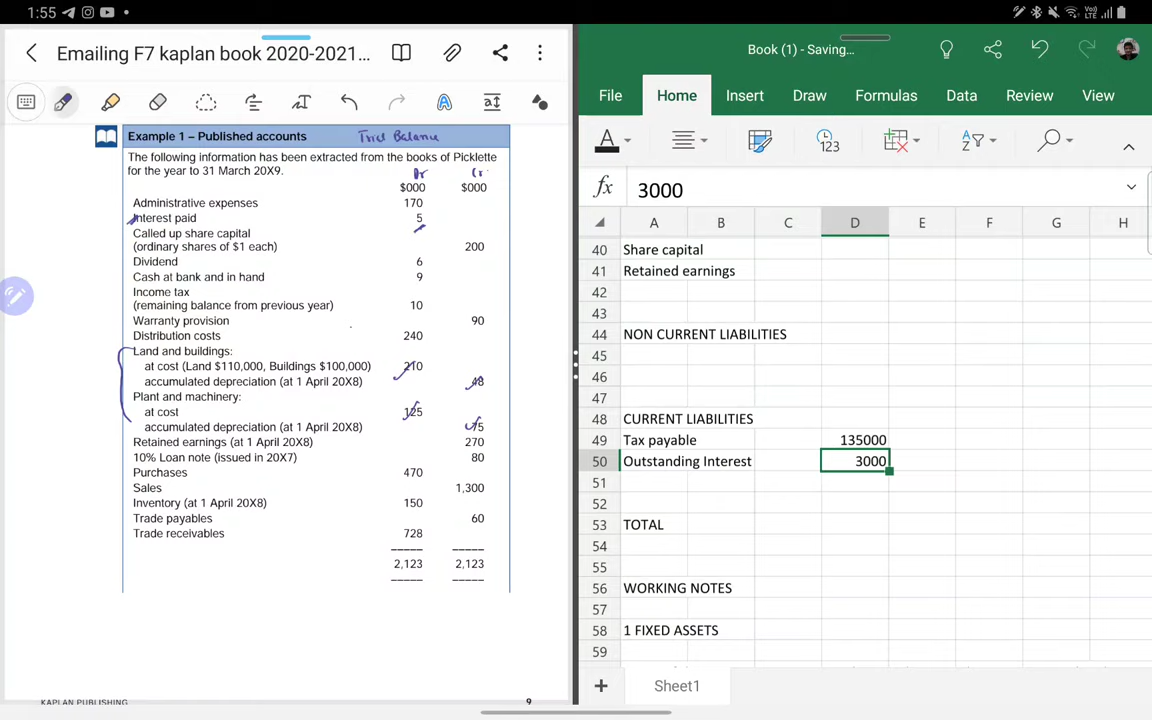 1:55
Vo)
LTE
Emailing F7 kaplan book 2020-2021...
Example 1 – Published accounts Trial Balance
The following information has been extracted from the books of Picklette
for the year to 31 March 20X9.
Dr Cr
$000 $000
Administrative expenses 170
Interest paid 5
Called up share capital
(ordinary shares of $1 each) 200
Dividend 6
Cash at bank and in hand 9
Income tax
(remaining balance from previous year) 10
Warranty provision 90
Distribution costs 240
Land and buildings:
at cost (Land $110,000, Buildings $100,000) 210
accumulated depreciation (at 1 April 20X8) 48
Plant and machinery:
at cost 125
accumulated depreciation (at 1 April 20X8) 75
Retained earnings (at 1 April 20X8) 270
10% Loan note (issued in 20X7) 80
Purchases 470
Sales 1,300
Inventory (at 1 April 20X8) 150
Trade payables 60
Trade receivables 728
2,123 2,123
KAPLAN PUBLISHING 9
Book (1) - Saving...
File Home Insert Draw Formulas Data Review View
A 123 A Z
fx 3000
A B C D E F G H
40 Share capital
41 Retained earnings
42
43
44 NON CURRENT LIABILITIES
45
46
47
48 CURRENT LIABILITIES
49 Tax payable 135000
50 Outstanding Interest 3000
51
52
53 TOTAL
54
55
56 WORKING NOTES
57
58 1 FIXED ASSETS
59
+ Sheet1